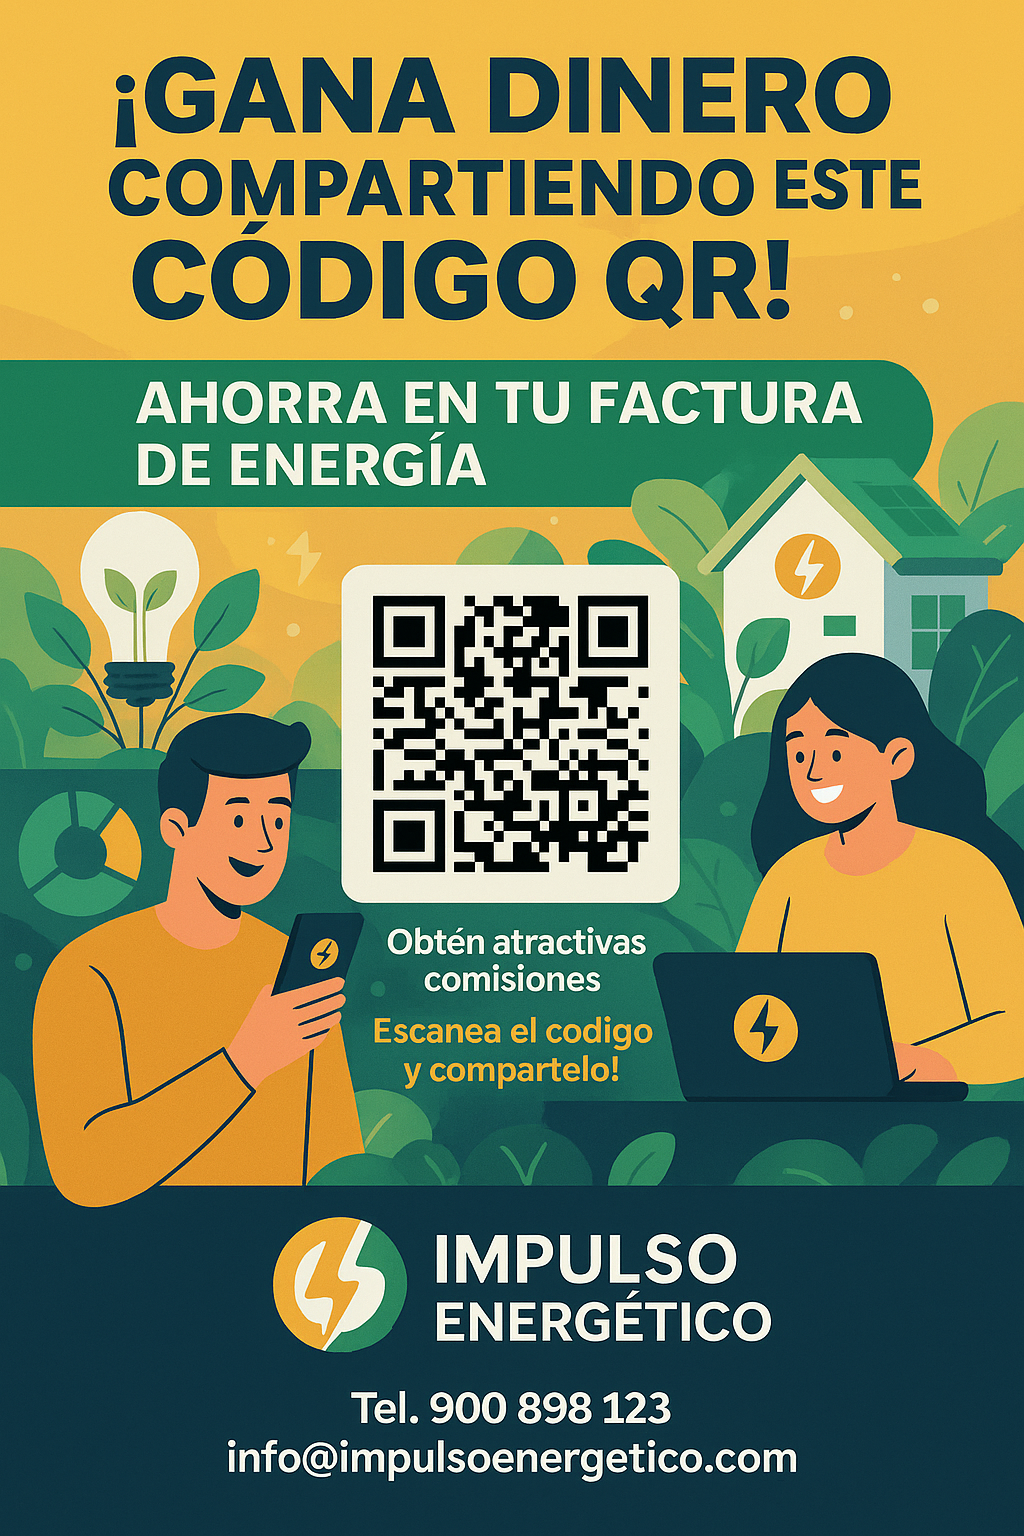 ¡GANA DINERO
COMPARTIENDO ESTE
CÓDIGO QR!
AHORRA EN TU FACTURA
DE ENERGÍA
Obtén atractivas
comisiones
Escanea el codigo
y compartelo!
IMPULSO
ENERGÉTICO
Tel. 900 898 123
info@impulsoenergetico.com